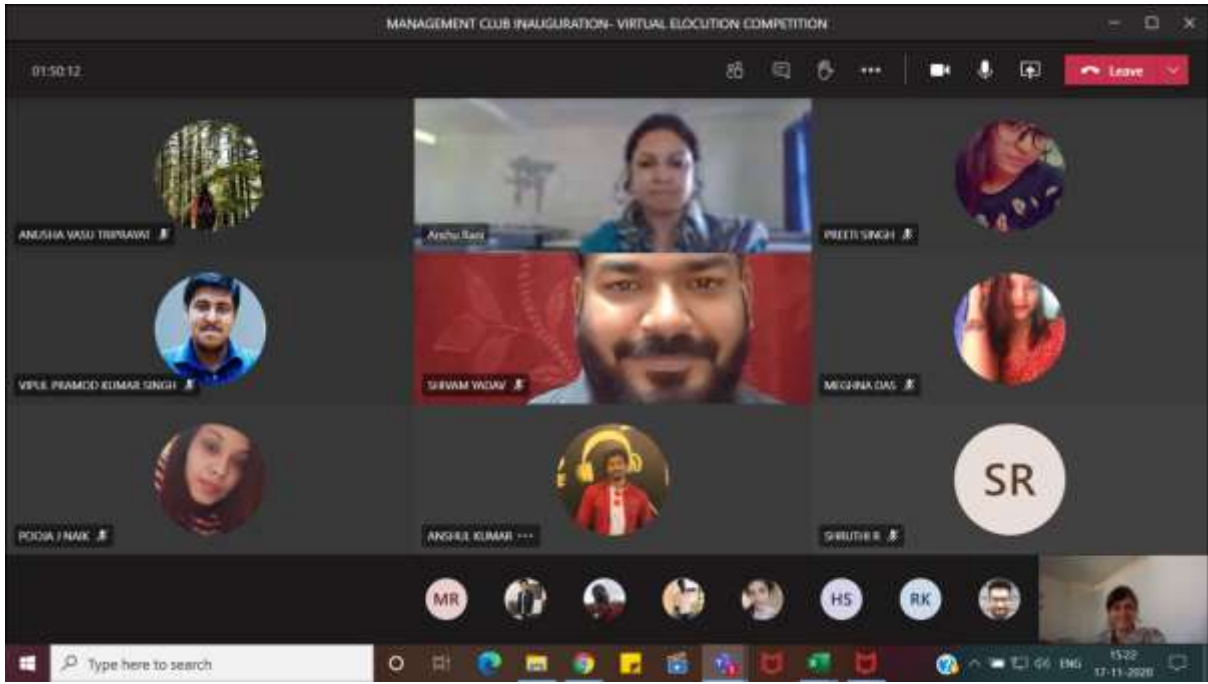 MANAGEMENT CLUB INAUGURATION- VIRTUAL ELOCUTION COMPETITION
01:50:12
Leave
ANUSHA VASU TRIPRAYAT
Anshu Rani
PREETI SINGH
VIPUL PRAMOD KUMAR SINGH
SHIVAM YADAV
MEGHNA DAS
POOJA J NAIK
ANSHUL KUMAR
SR
SHRUTHI R
MR
HS
RK
Type here to search
ENG
15:22
17-11-2020